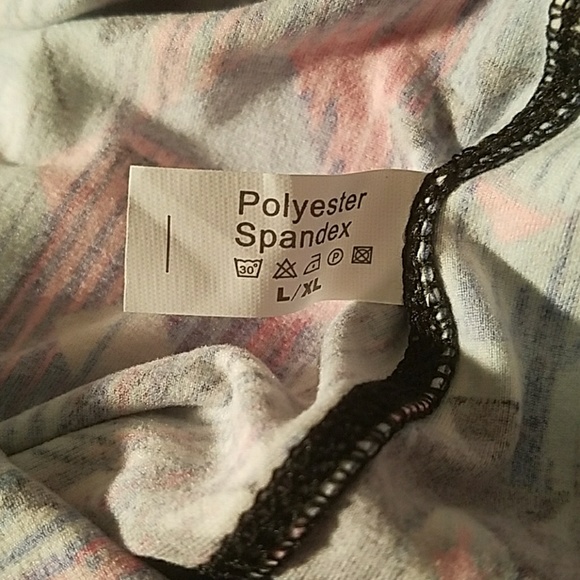 Polyester
Spandex
30° P
L/XL